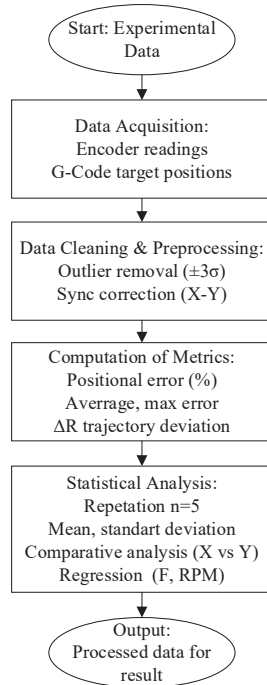 Start: Experimental
Data
Data Acquisition:
Encoder readings
G-Code target positions
Data Cleaning & Preprocessing:
Outlier removal (±3σ)
Sync correction (X-Y)
Computation of Metrics:
Positional error (%)
Averrage, max error
ΔR trajectory deviation
Statistical Analysis:
Repetation n=5
Mean, standart deviation
Comparative analysis (X vs Y)
Regression (F, RPM)
Output:
Processed data for
result